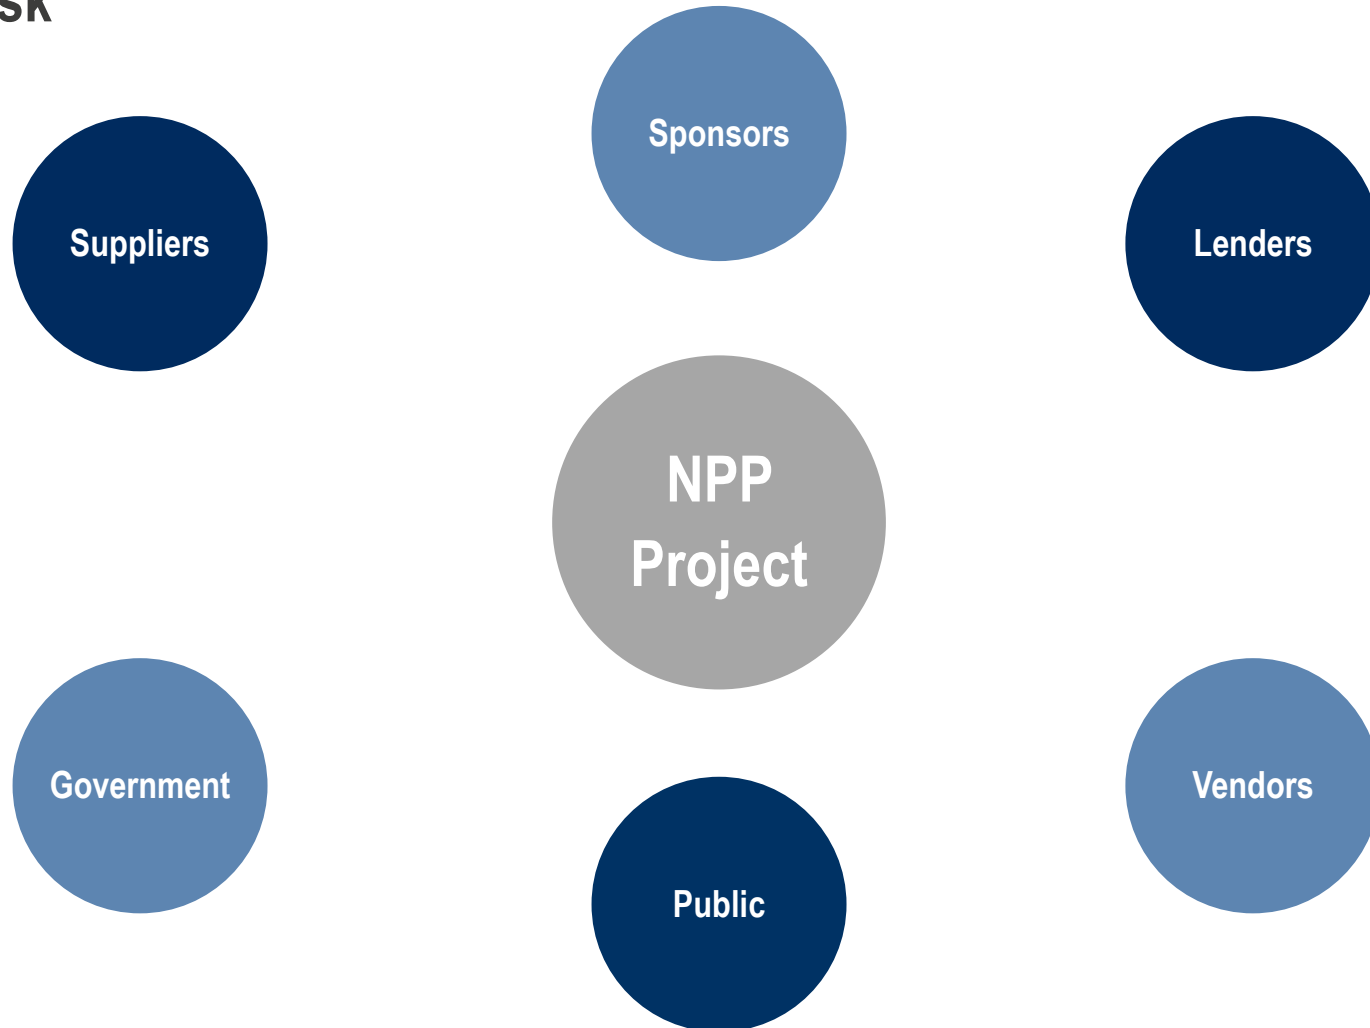 Sponsors
Suppliers
Lenders
NPP
Project
Government
Vendors
Public